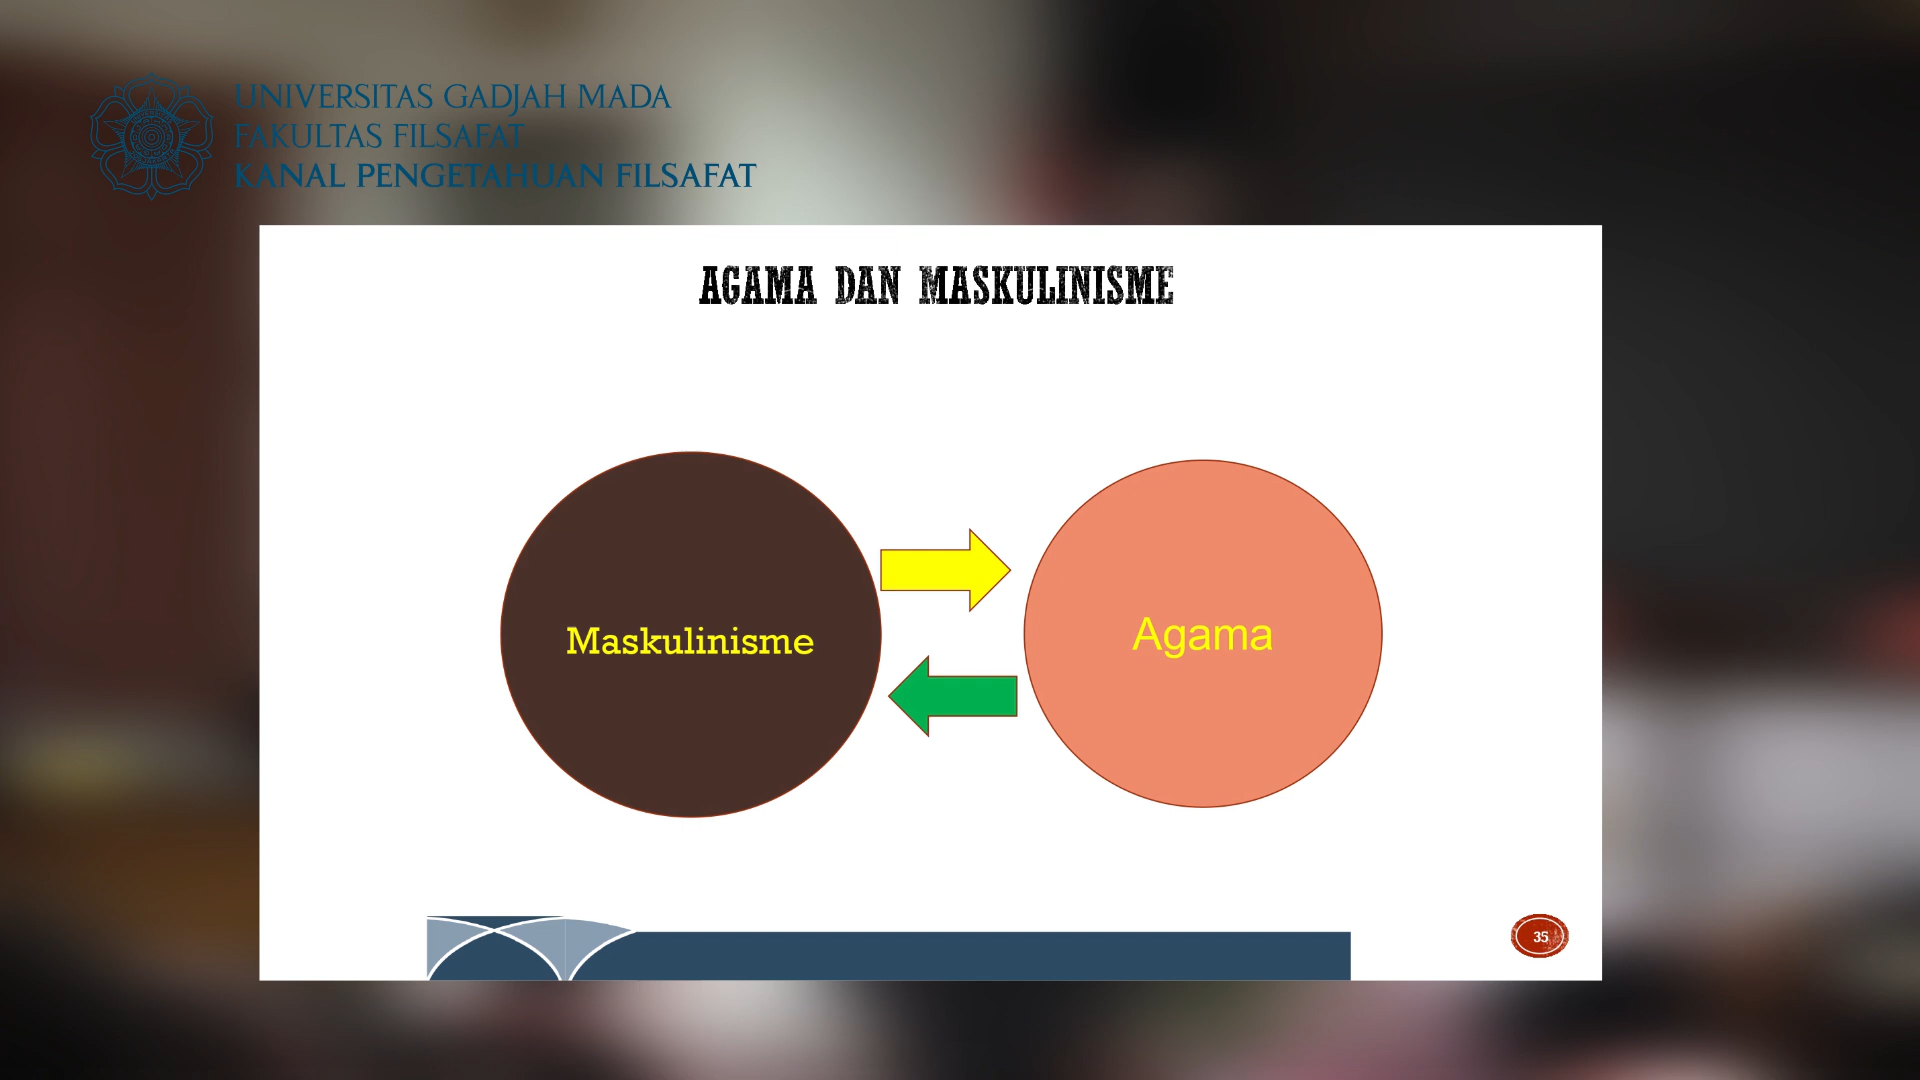 UNIVERSITAS GADJAH MADA
FAKULTAS FILSAFAT
KANAL PENGETAHUAN FILSAFAT
AGAMA DAN MASKULINISME
Maskulinisme
Agama
35